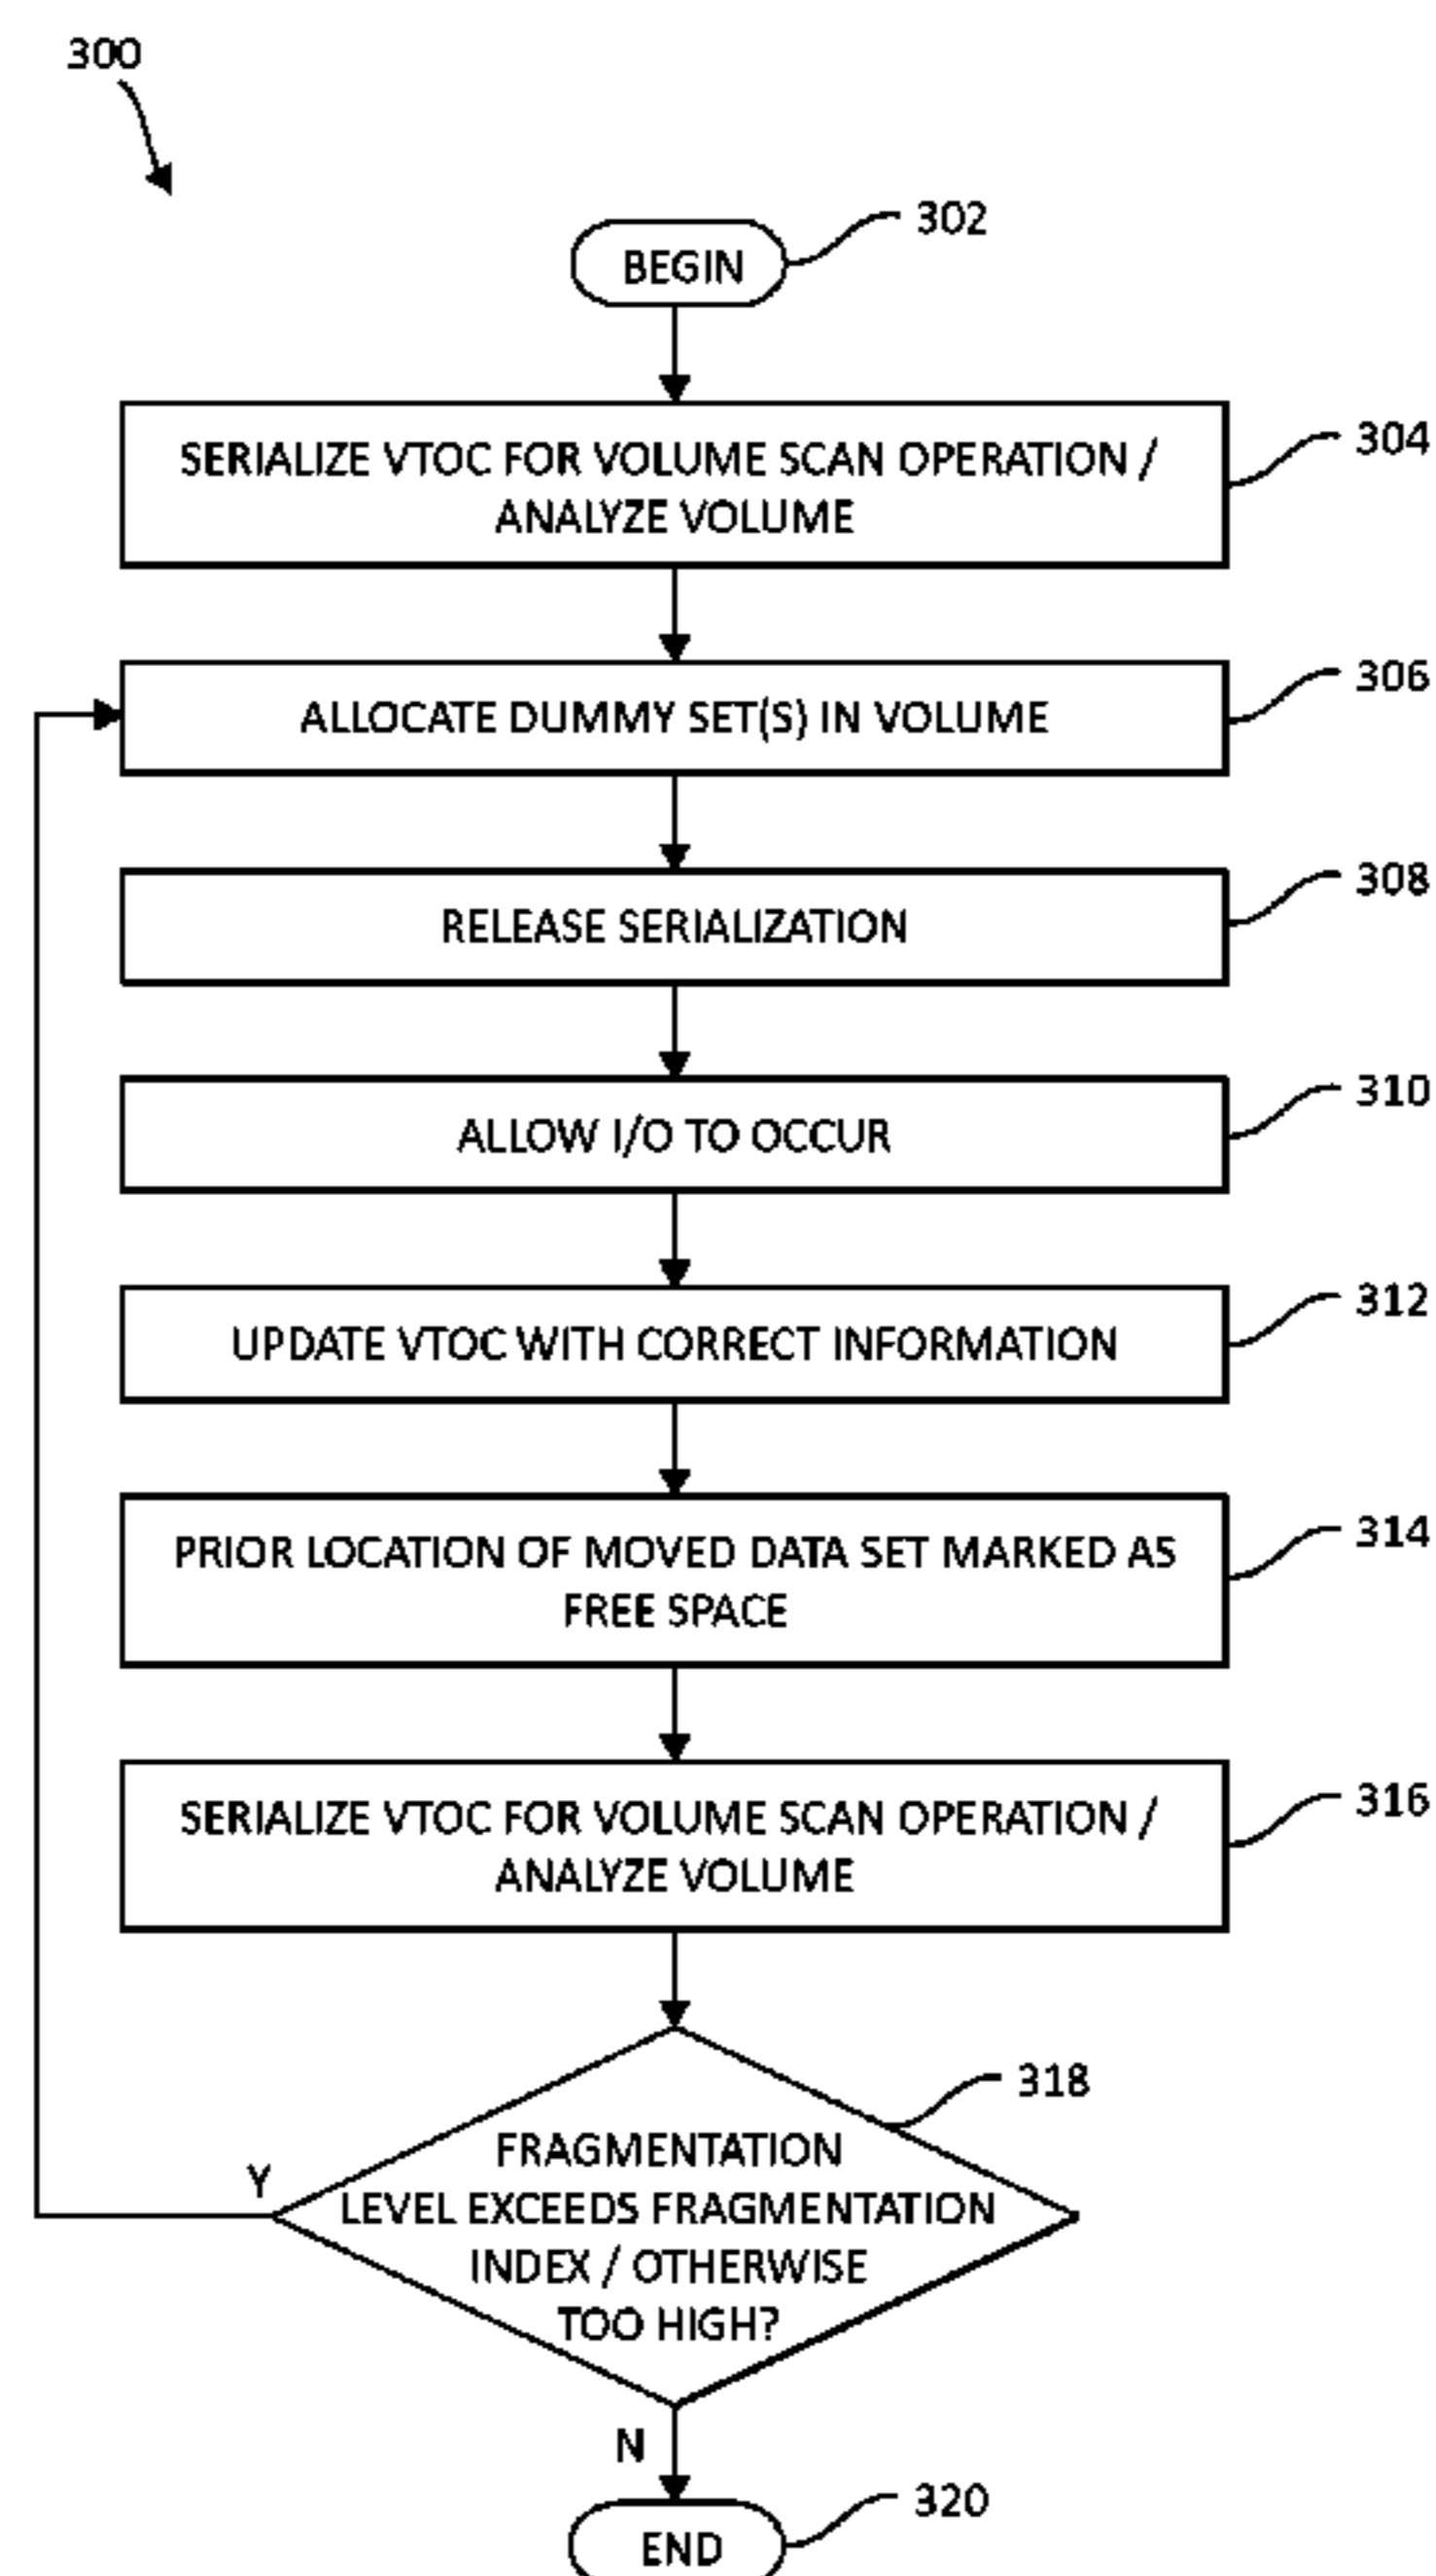 300
BEGIN
302
SERIALIZE VTOC FOR VOLUME SCAN OPERATION /
ANALYZE VOLUME
304
ALLOCATE DUMMY SET(S) IN VOLUME
306
RELEASE SERIALIZATION
308
ALLOW I/O TO OCCUR
310
UPDATE VTOC WITH CORRECT INFORMATION
312
PRIOR LOCATION OF MOVED DATA SET MARKED AS
FREE SPACE
314
SERIALIZE VTOC FOR VOLUME SCAN OPERATION /
ANALYZE VOLUME
316
318
FRAGMENTATION
LEVEL EXCEEDS FRAGMENTATION
INDEX / OTHERWISE
TOO HIGH?
Y
N
END
320